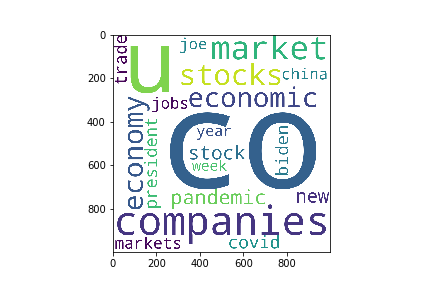 0
200
400
600
800
0 200 400 600 800
trade
u
joe
market
stocks
china
jobs
economic
economy
president
co
year
stock
week
biden
pandemic
new
companies
markets
covid